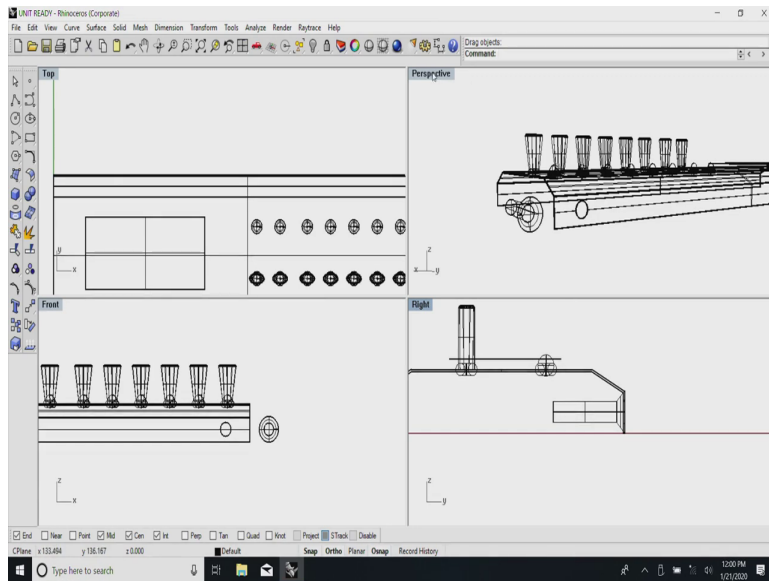 UNIT READY - Rhinoceros (Corporate)
File Edit View Curve Surface Solid Mesh Dimension Transform Tools Analyze Render Raytrace Help
Drag objects:
Command:
Top
Perspective
y
x
z
x
y
Front
Right
z
x
z
y
End Near Point Mid Cen Int Perp Tan Quad Knot Project STrack Disable
CPlane x 133.494 y 136.167 z 0.000 Default Snap Ortho Planar Osnap Record History
Type here to search
12:00 PM
1/21/2020